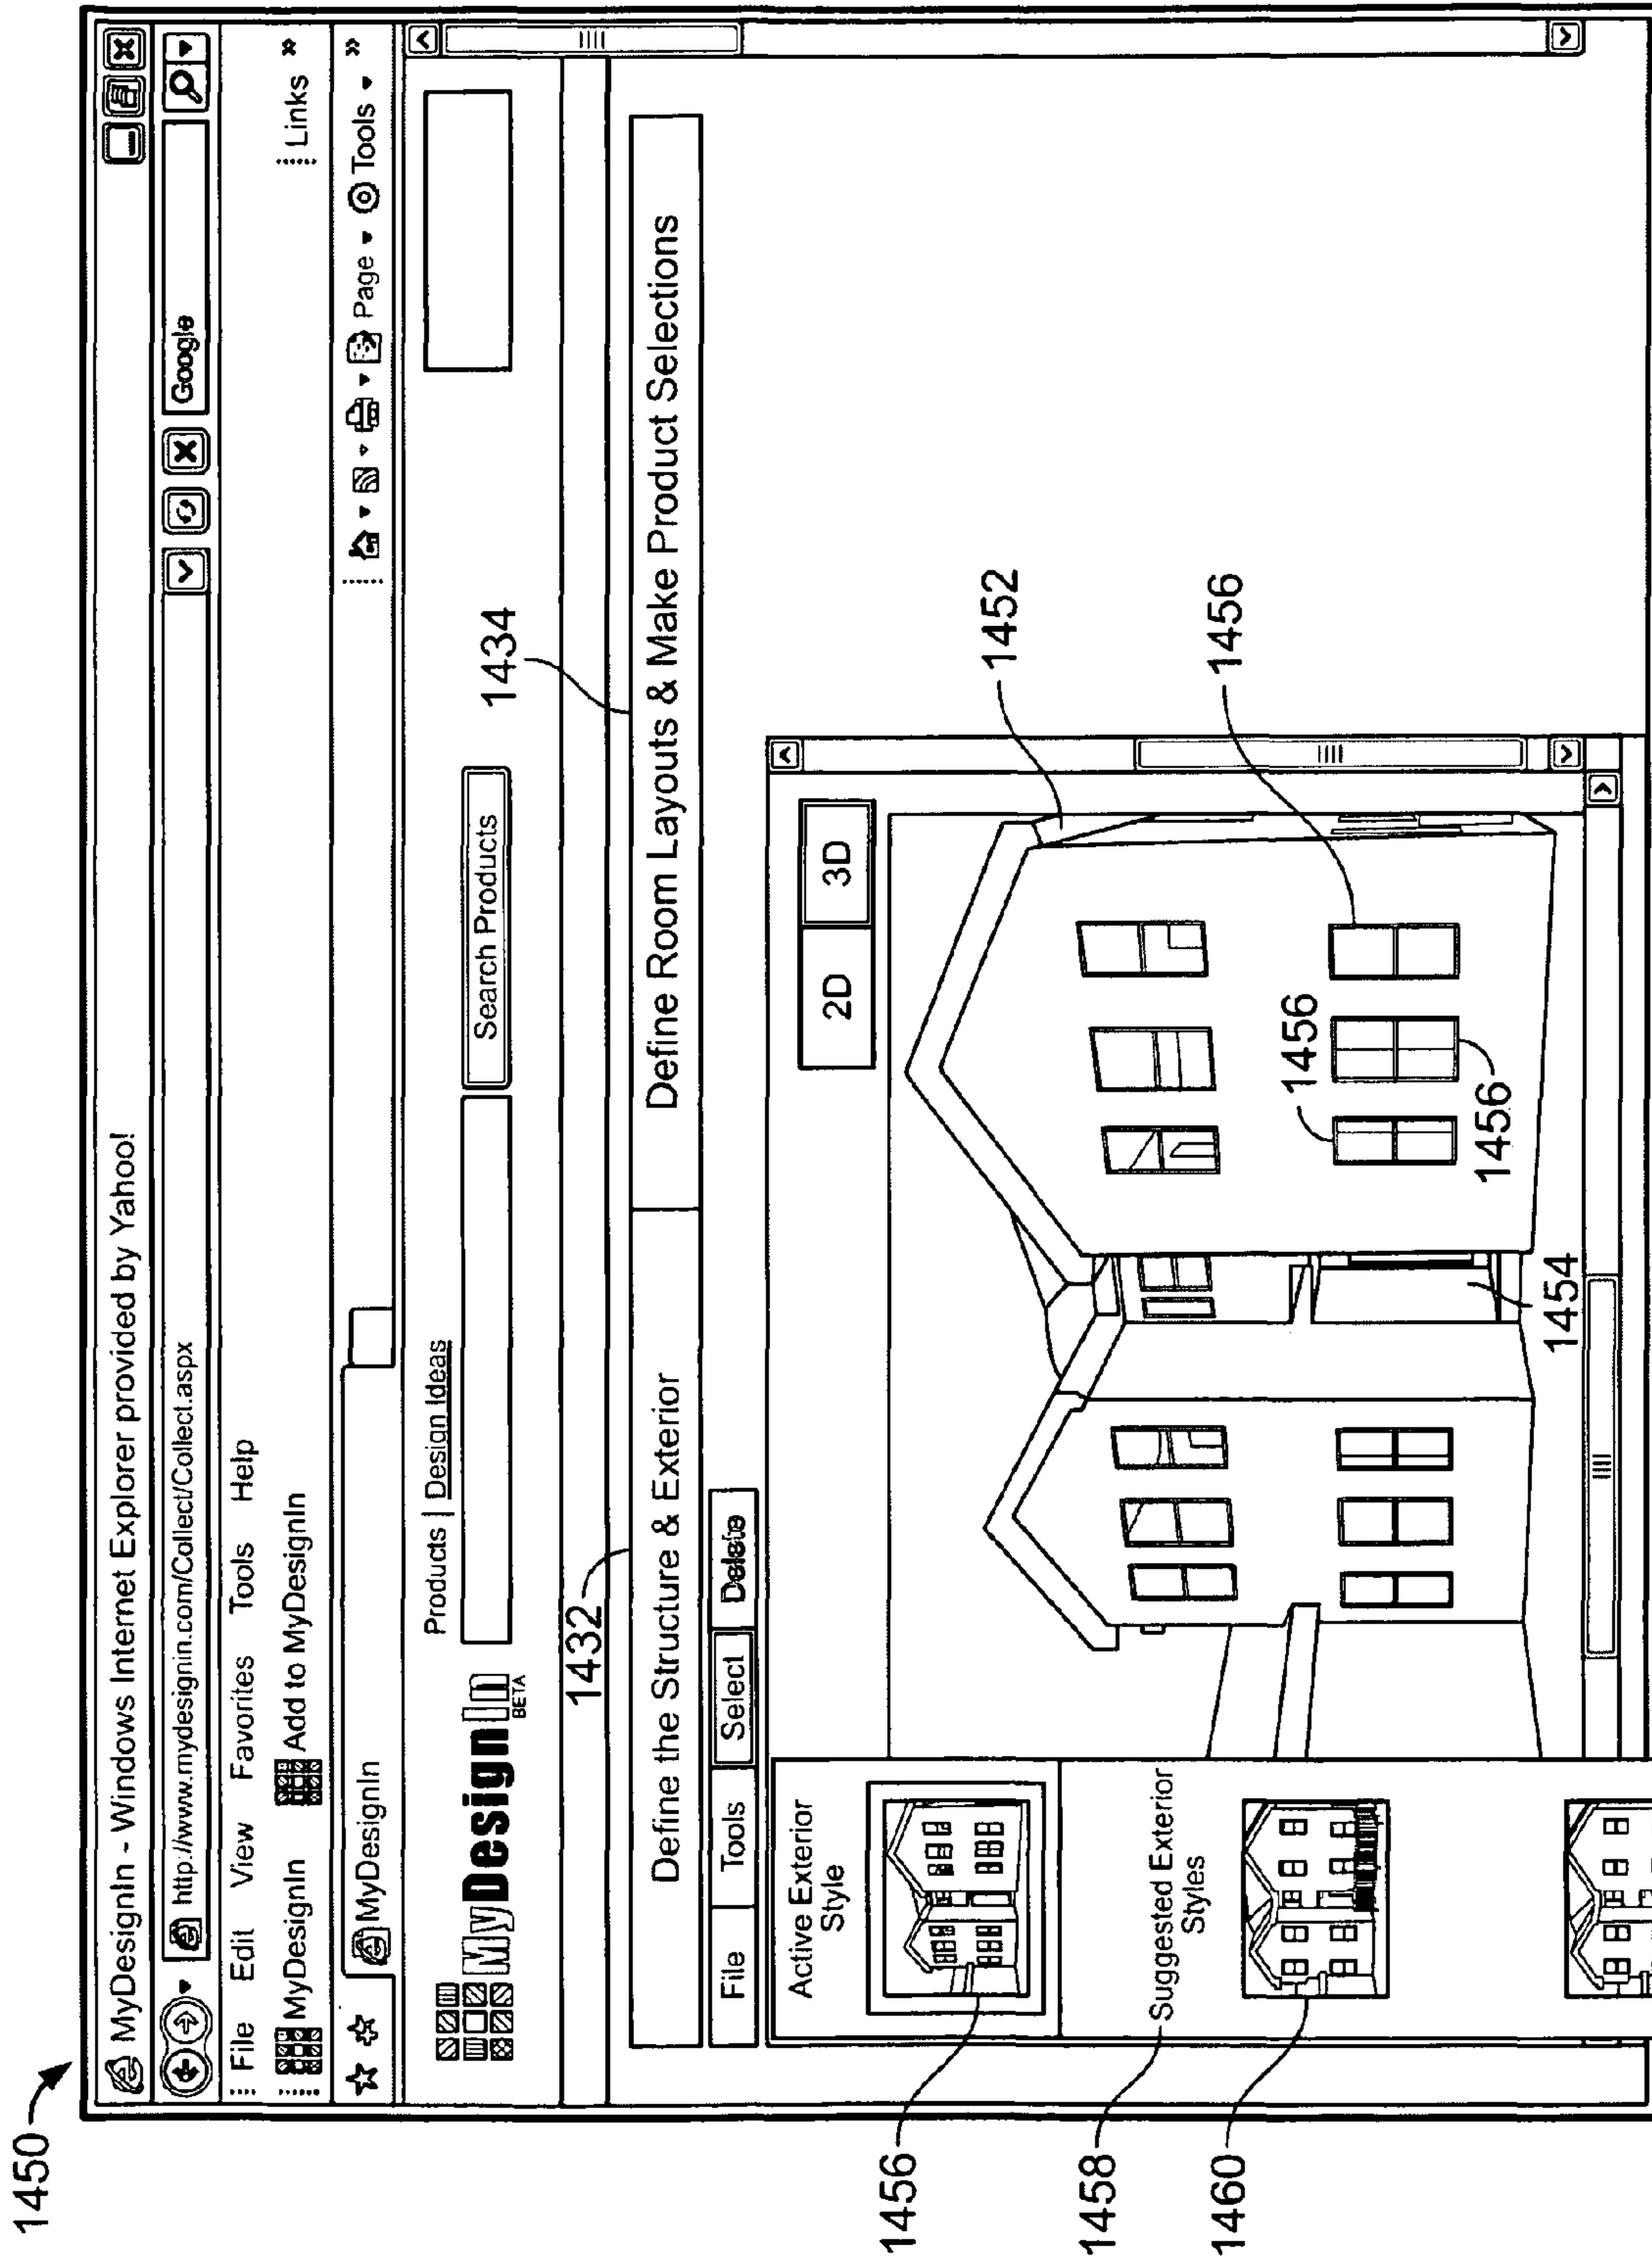 1450
MyDesignIn - Windows Internet Explorer provided by Yahoo!
http://www.mydesignin.com/Collect/Collect.aspx
Google
File Edit View Favorites Tools Help
MyDesignIn Add to MyDesignIn
Links »
MyDesignIn
Page Tools »
Products | Design Ideas
MyDesignIn
BETA
Search Products
1432
1434
Define the Structure & Exterior
Define Room Layouts & Make Product Selections
File Tools Select Delete
Active Exterior
Style
2D 3D
1452
1456
1456
1456
1456
1454
1458
Suggested Exterior
Styles
1460